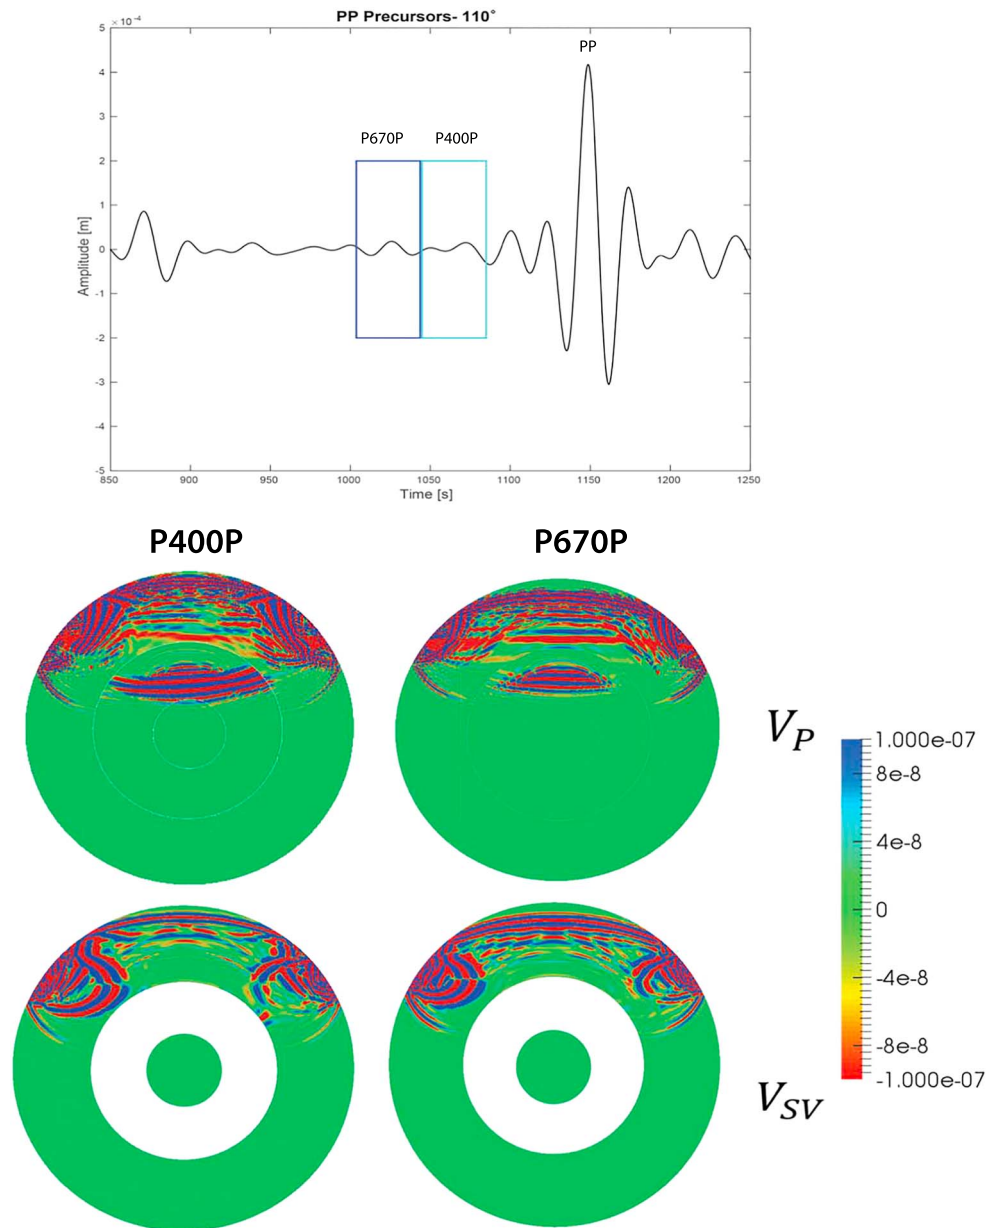 PP Precursors- 110°
×10⁻⁴
5
PP
4
3
P670P P400P
2
1
0
-1
-2
-3
-4
-5
Amplitude [m]
850 900 950 1000 1050 1100 1150 1200 1250
Time [s]
P400P P670P
V_P
1.000e-07
8e-8
4e-8
0
-4e-8
-8e-8
-1.000e-07
V_SV